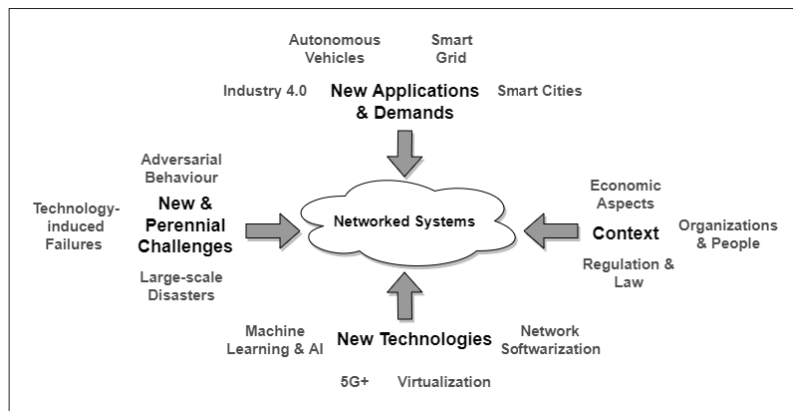 Autonomous
Vehicles
Smart
Grid
Industry 4.0
New Applications
& Demands
Smart Cities
Adversarial
Behaviour
Technology-
induced
Failures
New &
Perennial
Challenges
Large-scale
Disasters
Networked Systems
Economic
Aspects
Context
Organizations
& People
Regulation &
Law
Machine
Learning & AI
New Technologies
Network
Softwarization
5G+
Virtualization